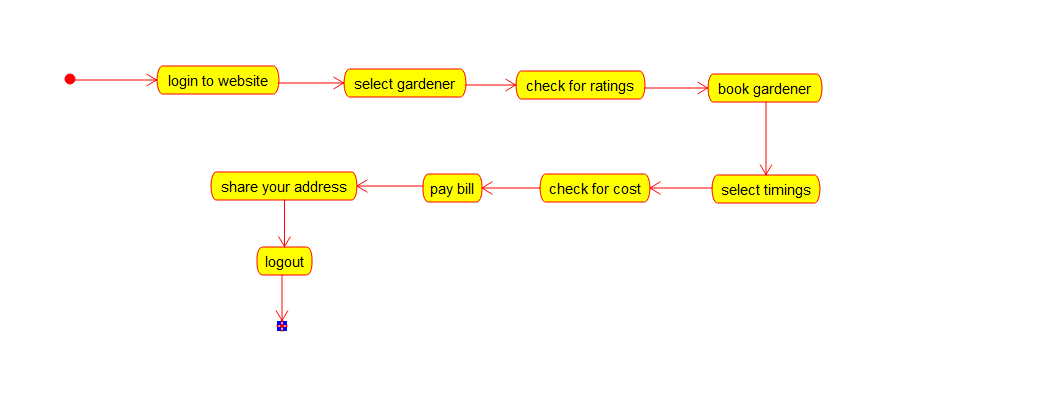 login to website
select gardener
check for ratings
book gardener
select timings
check for cost
pay bill
share your address
logout